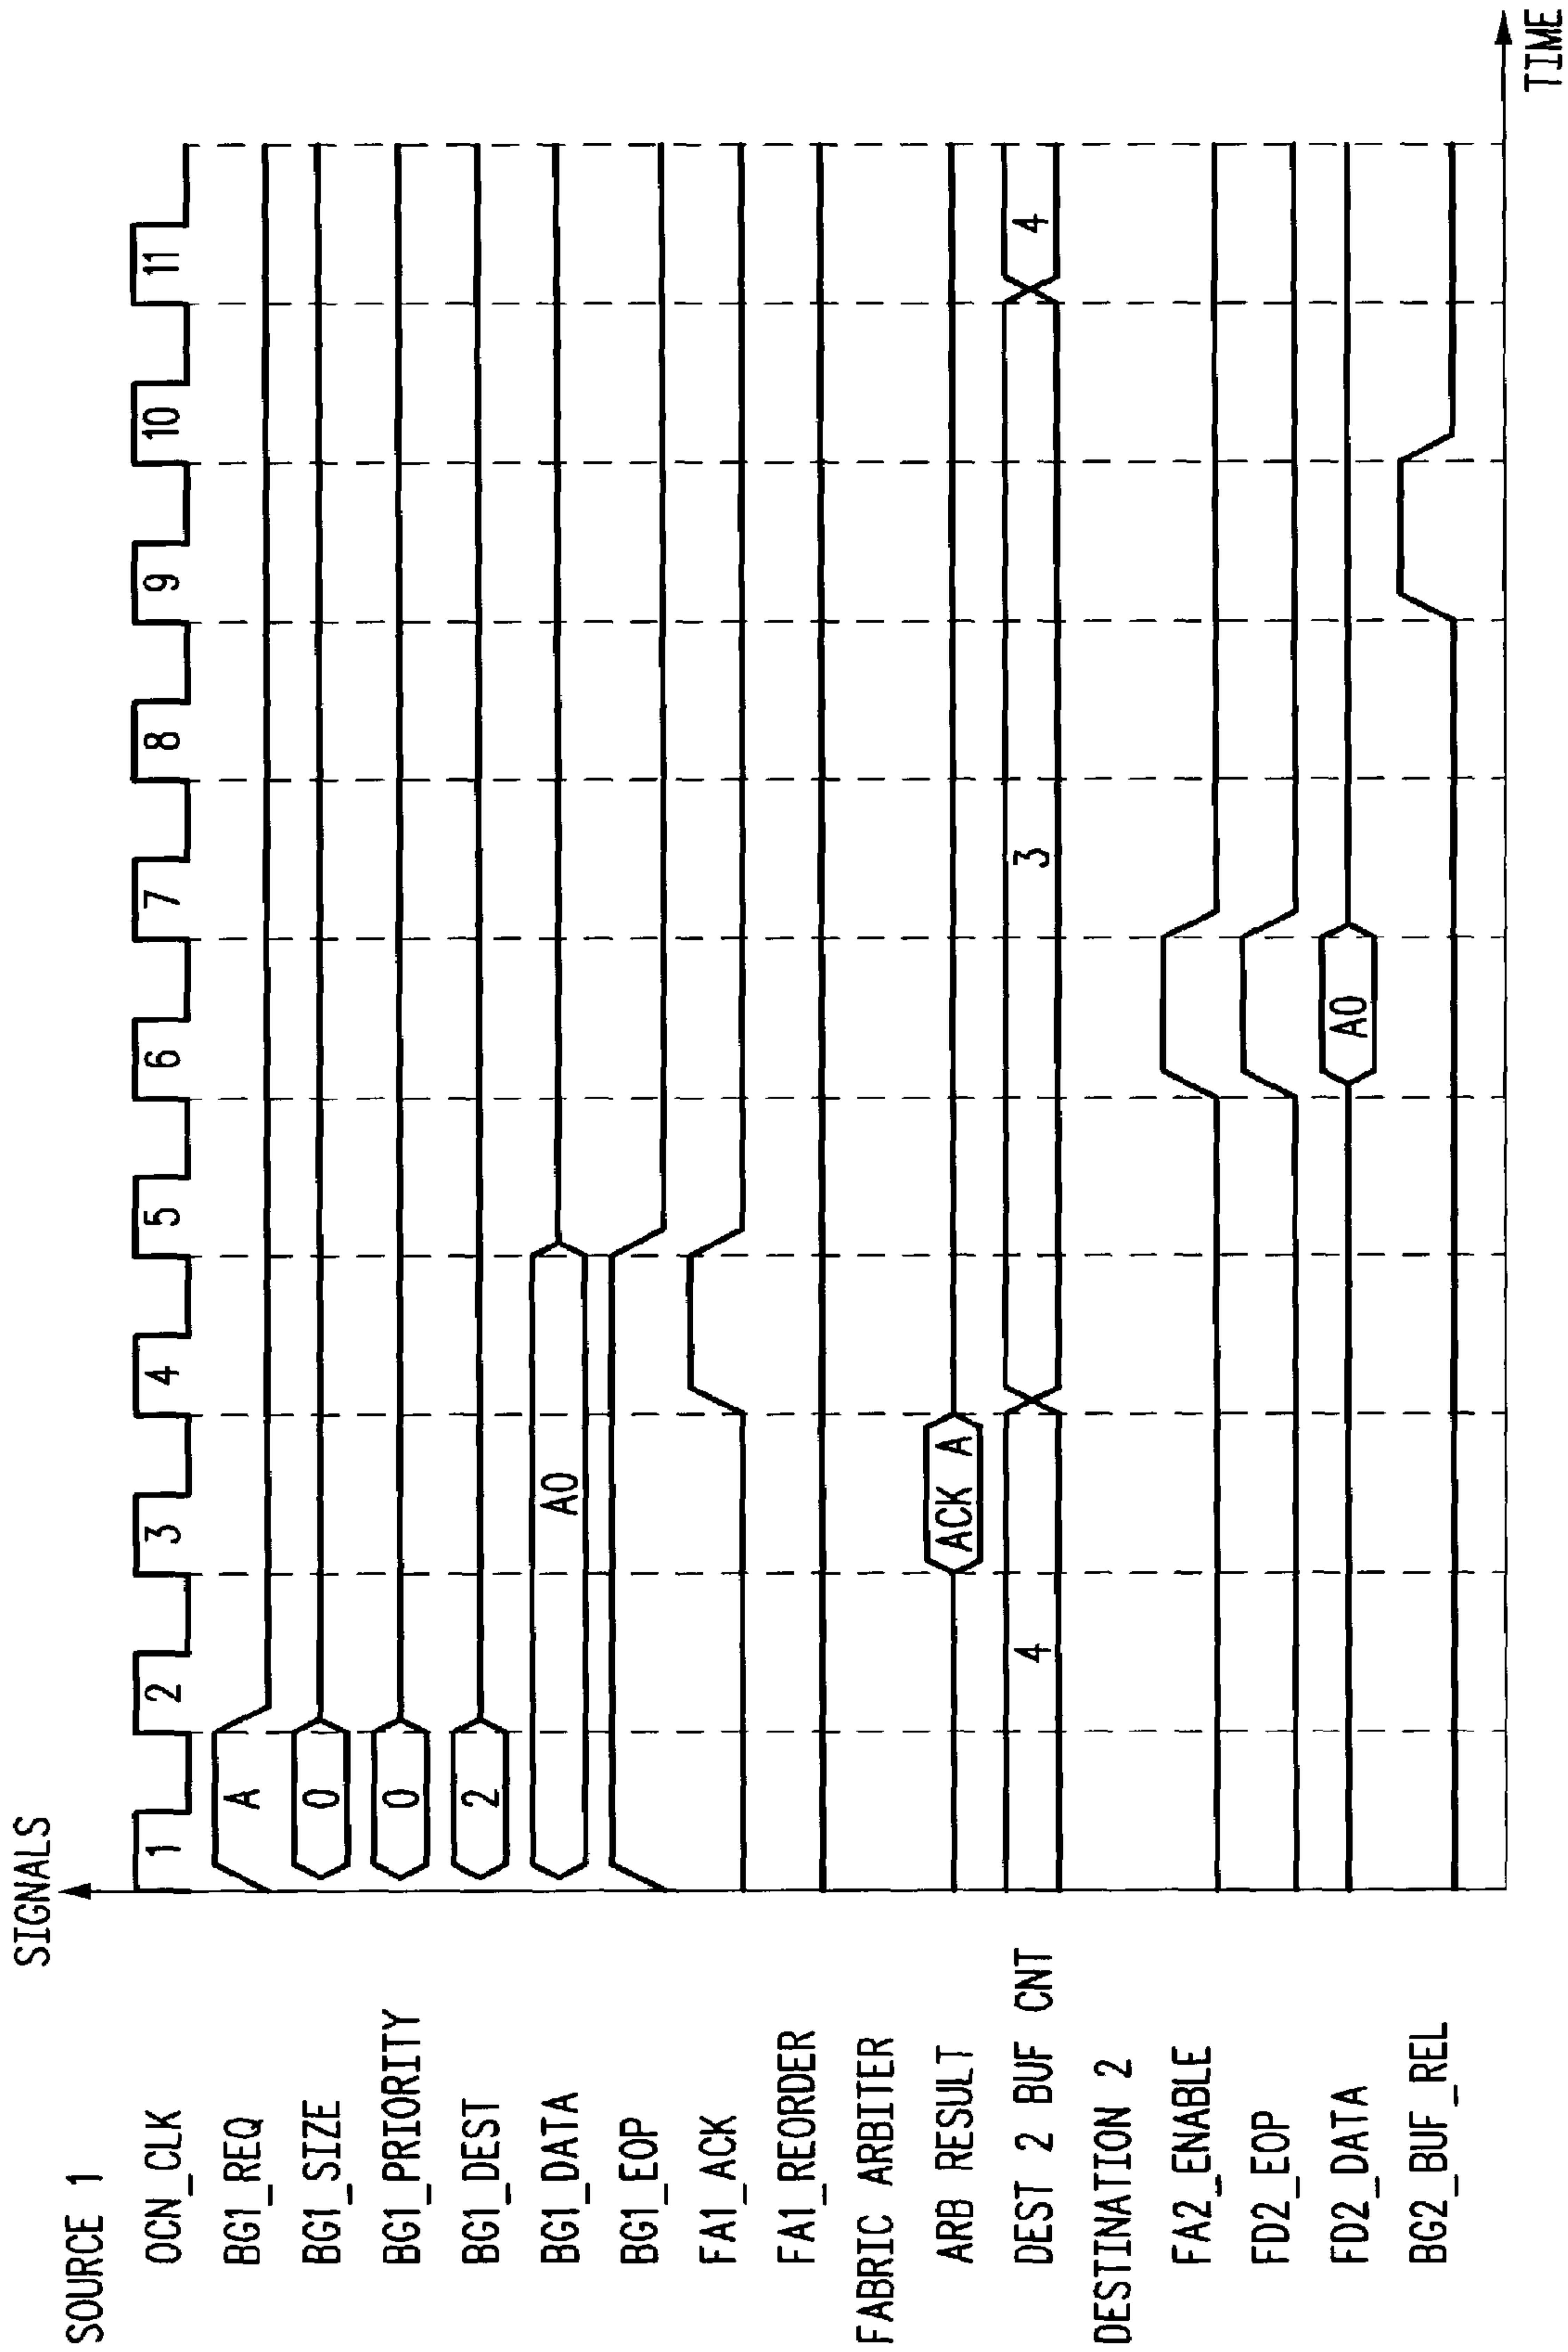 SIGNALS
SOURCE 1
OCN_CLK 1 2 3 4 5 6 7 8 9 10 11
BG1_REQ A
BG1_SIZE 0
BG1_PRIORITY 0
BG1_DEST 2
BG1_DATA A0
BG1_EOP
FA1_ACK
FA1_REORDER
FABRIC ARBITER
ARB RESULT ACK A
DEST 2 BUF CNT 4 3 4
DESTINATION 2
FA2_ENABLE
FD2_EOP
FD2_DATA A0
BG2_BUF_REL
TIME